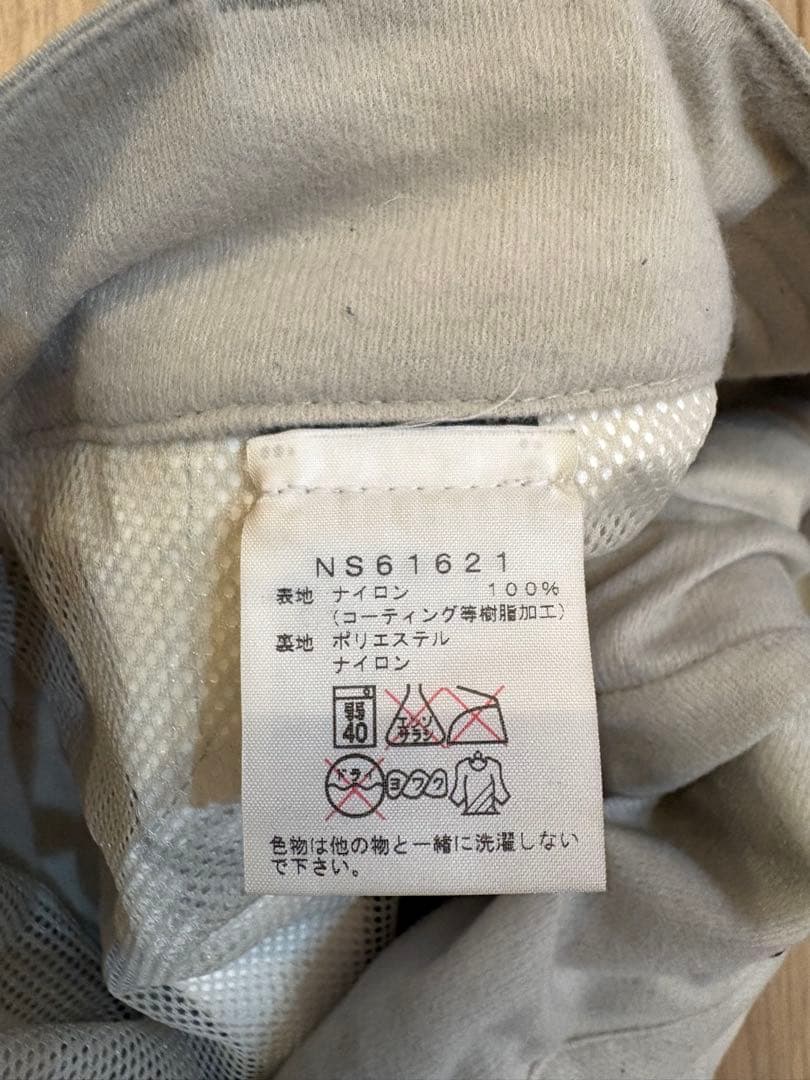 NS61621
表地 ナイロン 100%
(コーティング等樹脂加工)
裏地 ポリエステル
ナイロン
弱
40
エンソ
サラシ
ドライ
ヨワク
色物は他の物と一緒に洗濯しない
で下さい。